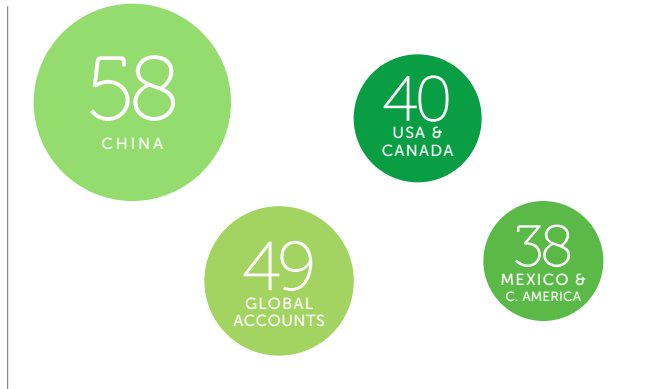 58
CHINA
40
USA &
CANADA
49
GLOBAL
ACCOUNTS
38
MEXICO &
C. AMERICA